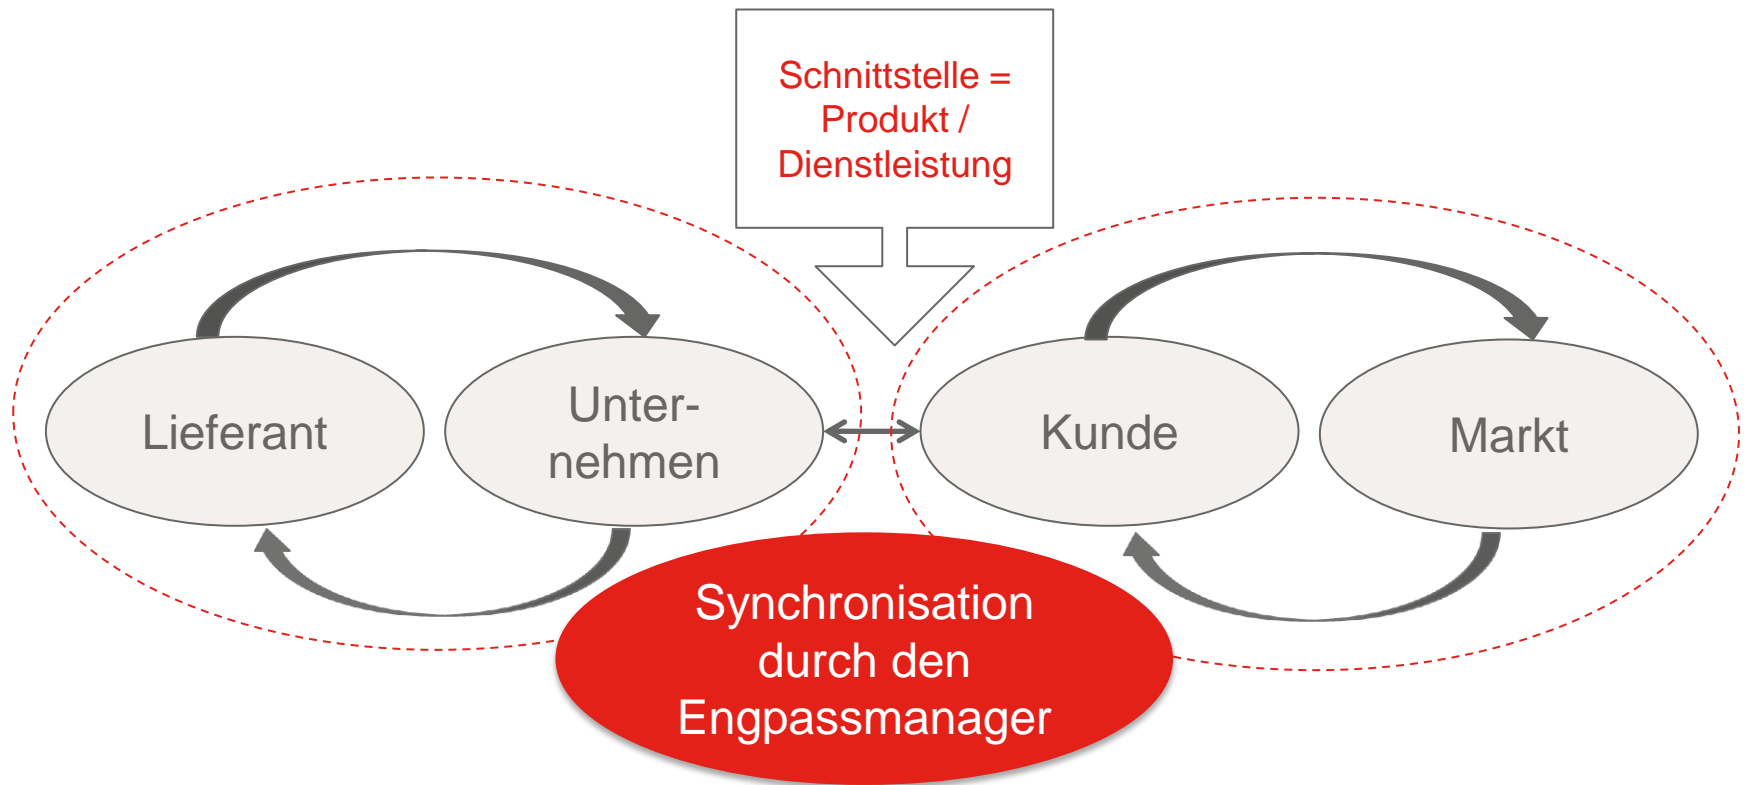 Schnittstelle =
Produkt /
Dienstleistung
Lieferant
Unter-
nehmen
Kunde
Markt
Synchronisation
durch den
Engpassmanager